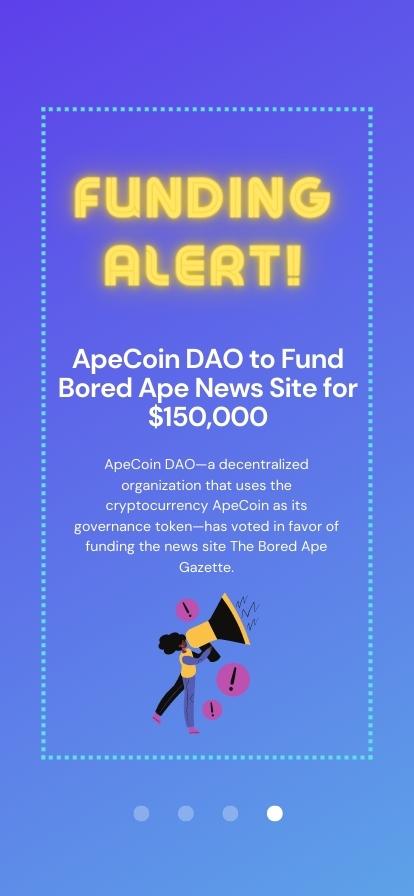 FUNDING
ALERT!
ApeCoin DAO to Fund
Bored Ape News Site for
$150,000
ApeCoin DAO—a decentralized
organization that uses the
cryptocurrency ApeCoin as its
governance token—has voted in favor of
funding the news site The Bored Ape
Gazette.